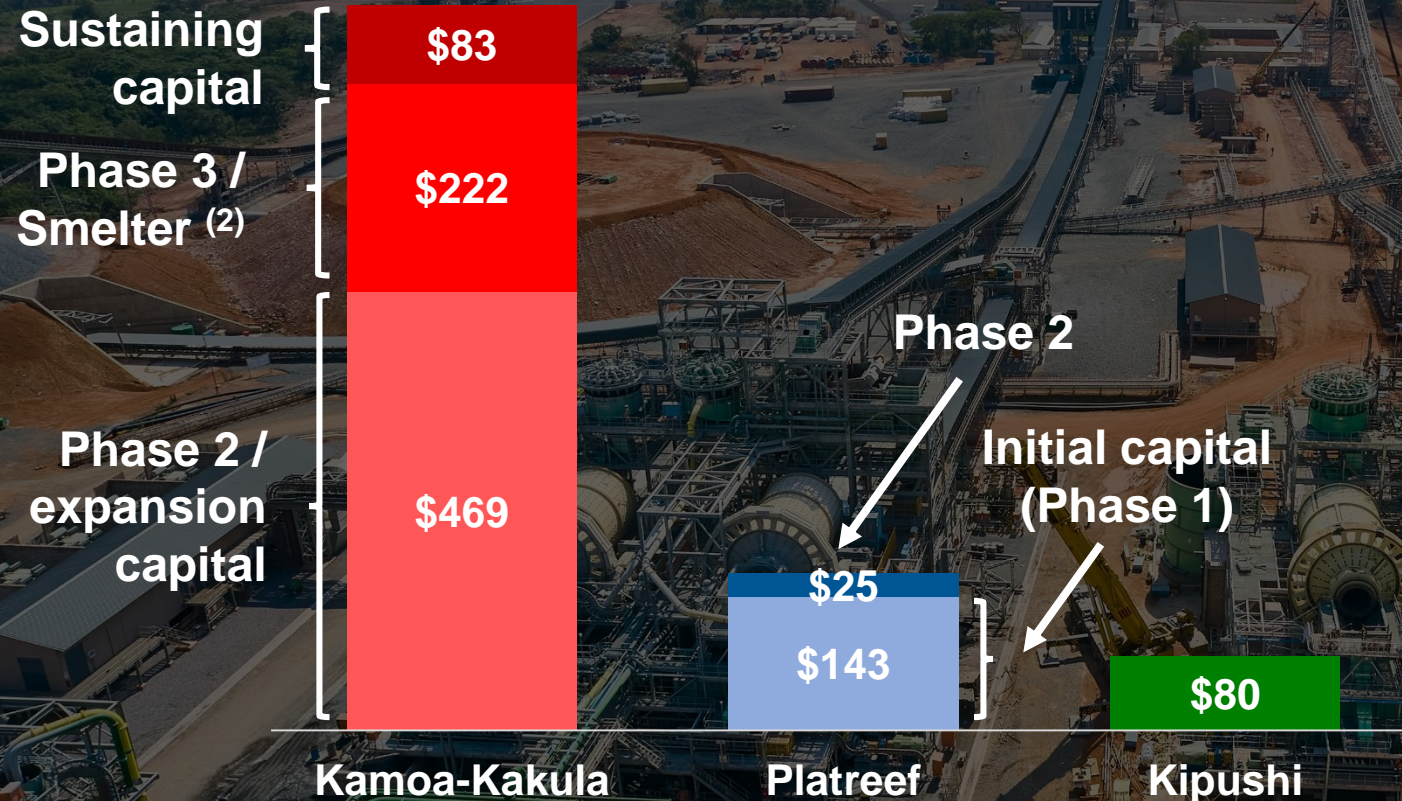 Sustaining
capital
$83
Phase 3 /
Smelter (2)
$222
Phase 2 /
expansion
capital
$469
Phase 2
$25
Initial capital
(Phase 1)
$143
$80
Kamoa-Kakula
Platreef
Kipushi